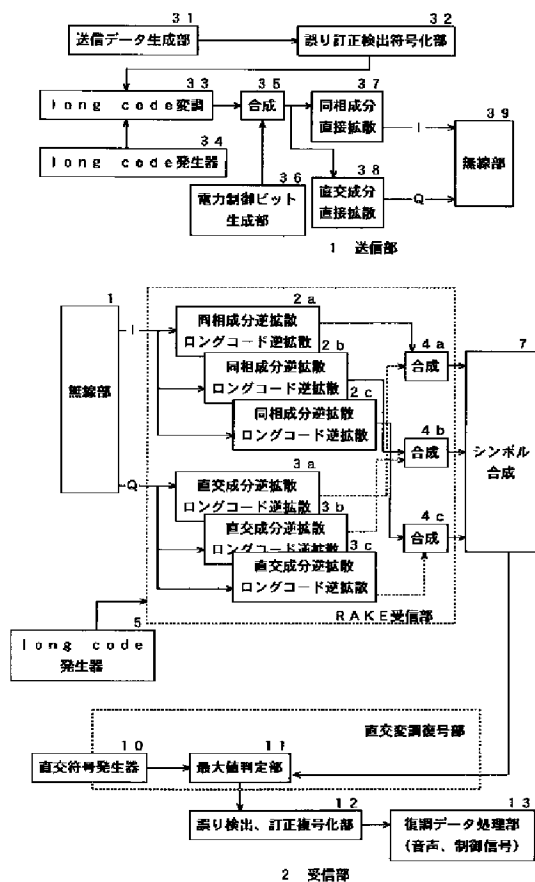 ３１
送信データ生成部
３２
誤り訂正検出符号化部
３３
ｌｏｎｇ ｃｏｄｅ変調
３５
合成
３７
同相成分
直接拡散
Ｉ
３９
無線部
３４
ｌｏｎｇ ｃｏｄｅ発生器
３６
電力制御ビット
生成部
３８
直交成分
直接拡散
Ｑ
１ 送信部
１
無線部
Ｉ
Ｑ
２ａ
同相成分逆拡散
ロングコード逆拡散
２ｂ
同相成分逆拡散
ロングコード逆拡散
２ｃ
同相成分逆拡散
ロングコード逆拡散
３ａ
直交成分逆拡散
ロングコード逆拡散
３ｂ
直交成分逆拡散
ロングコード逆拡散
３ｃ
直交成分逆拡散
ロングコード逆拡散
４ａ
合成
４ｂ
合成
４ｃ
合成
７
シンボル
合成
ＲＡＫＥ受信部
５
ｌｏｎｇ ｃｏｄｅ
発生器
直交変調復号部
１０
直交符号発生器
１１
最大値判定部
１２
誤り検出、訂正復号化部
１３
復調データ処理部
（音声、制御信号）
２ 受信部